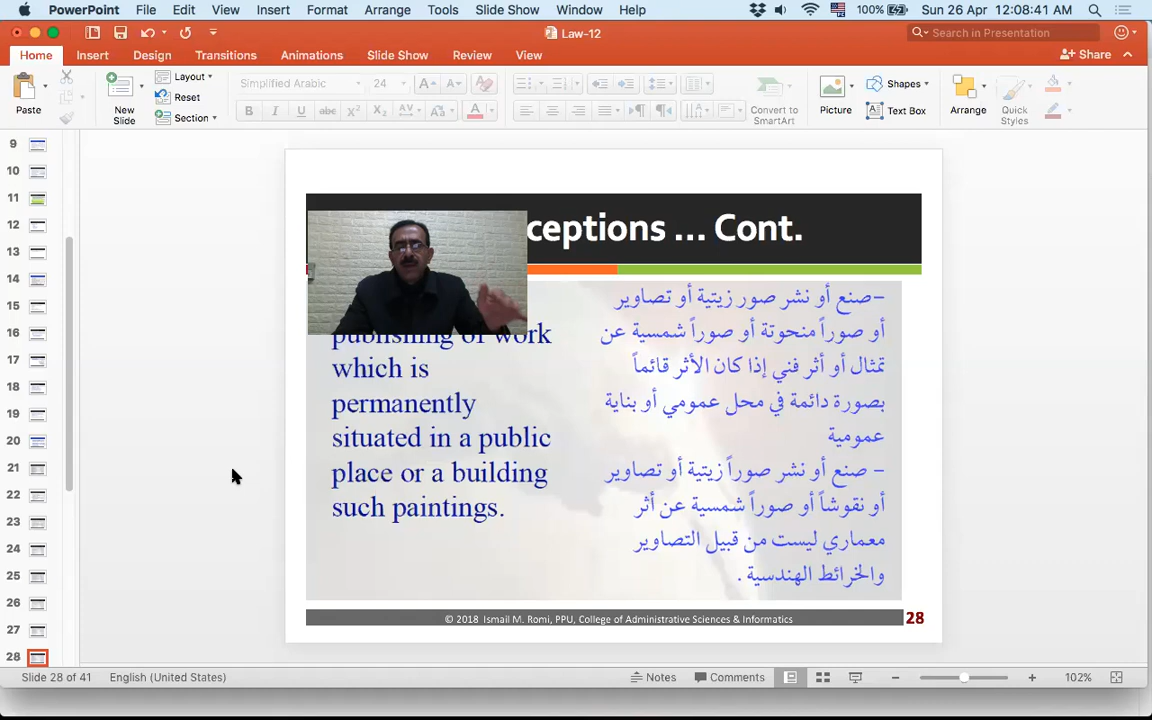 PowerPoint File Edit View Insert Format Arrange Tools Slide Show Window Help 100% Sun 26 Apr 12:08:41 AM
Law-12
Search in Presentation
Home Insert Design Transitions Animations Slide Show Review View
Share
Paste
New Slide
Layout
Reset
Section
Simplified Arabic 24
B I U abc X² X₂ AV Aa A
Convert to SmartArt
Picture
Shapes
Text Box
Arrange
Quick Styles
9
10
11
12
13
14
15
16
17
18
19
20
21
22
23
24
25
26
27
28
ceptions ... Cont.
publishing of work
which is
permanently
situated in a public
place or a building
such paintings.
–صنع أو نشر صور زيتية أو تصاوير
أو صوراً منحوتة أو صوراً شمسية عن
تمثال أو أثر فني إذا كان الأثر قائماً
بصورة دائمة في محل عمومي أو بناية
عمومية
– صنع أو نشر صوراً زيتية أو تصاوير
أو نقوشاً أو صوراً شمسية عن أثر
معماري ليست من قبيل التصاوير
والخرائط الهندسية .
© 2018 Ismail M. Romi, PPU, College of Administrative Sciences & Informatics
28
Slide 28 of 41 English (United States) Notes Comments 102%